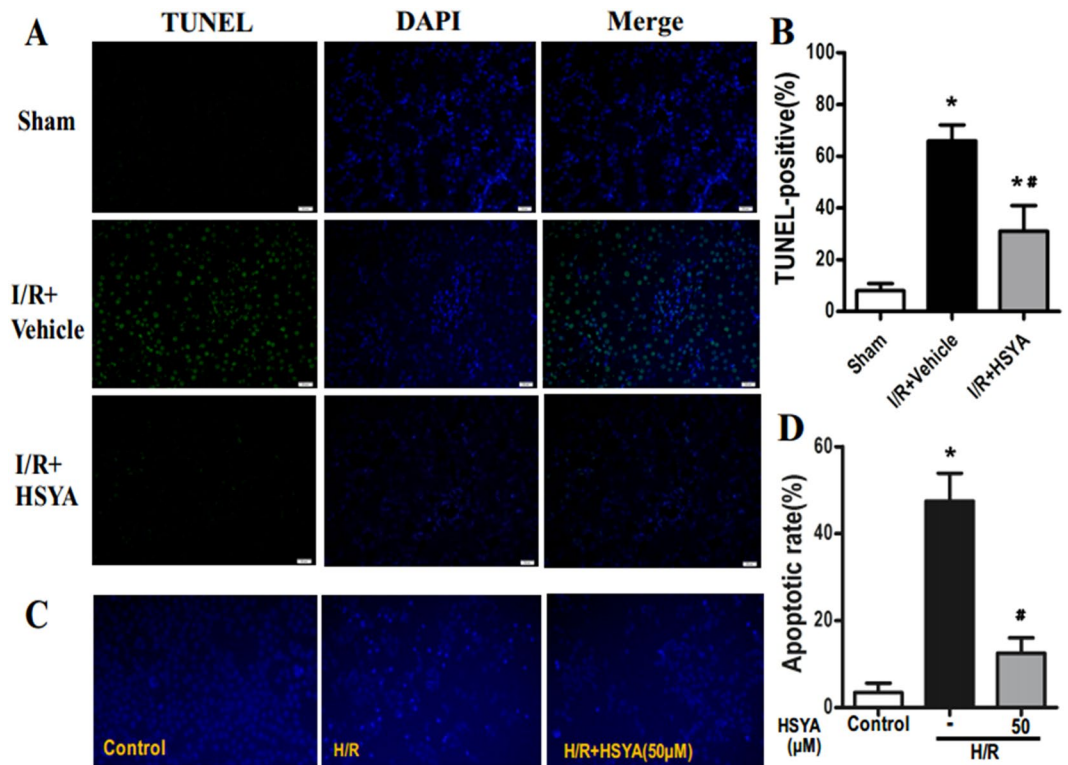 A
TUNEL
DAPI
Merge
Sham
I/R+
Vehicle
I/R+
HSYA
B
TUNEL-positive(%)
100
80
60
40
20
0
*
*#
Sham
I/R+Vehicle
I/R+HSYA
C
Control
H/R
H/R+HSYA(50μM)
D
Apoptotic rate(%)
60
40
20
0
*
#
HSYA
(μM)
Control
-
50
H/R